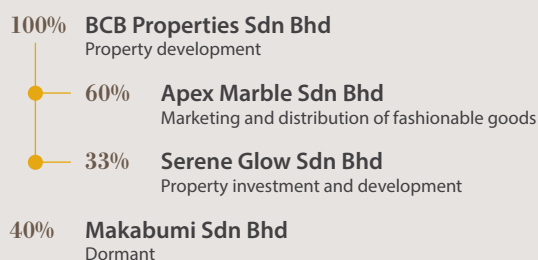 100% BCB Properties Sdn Bhd
Property development
60% Apex Marble Sdn Bhd
Marketing and distribution of fashionable goods
33% Serene Glow Sdn Bhd
Property investment and development
40% Makabumi Sdn Bhd
Dormant